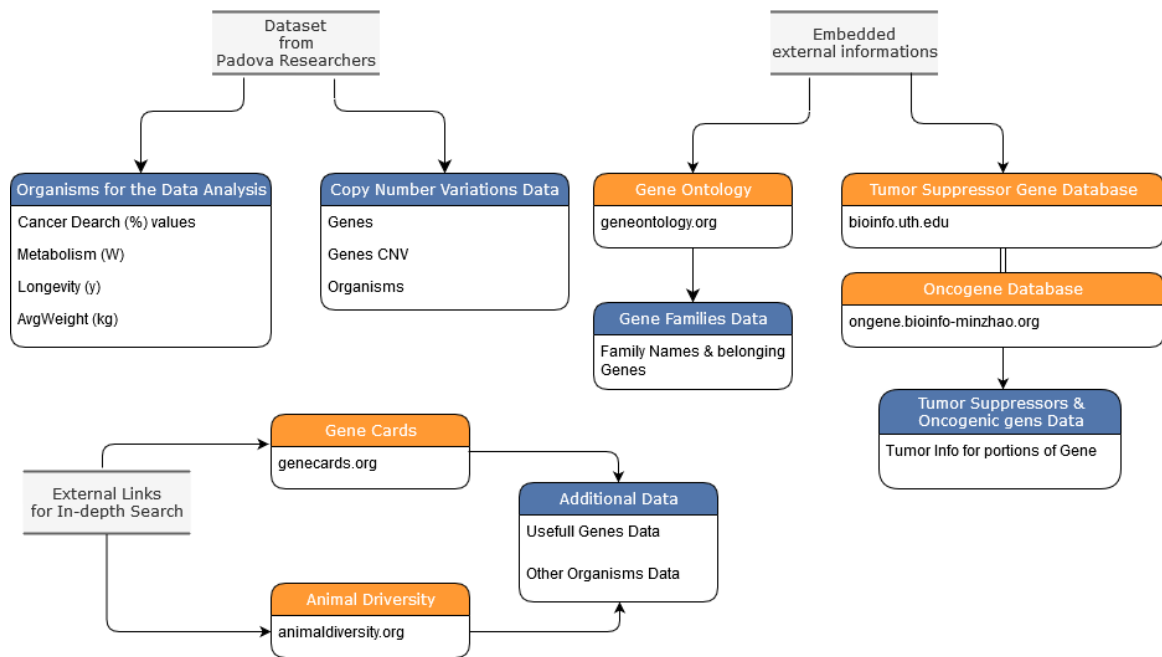 Dataset
from
Padova Researchers
Embedded
external informations
Organisms for the Data Analysis
Cancer Dearch (%) values
Metabolism (W)
Longevity (y)
AvgWeight (kg)
Copy Number Variations Data
Genes
Genes CNV
Organisms
Gene Ontology
geneontology.org
Gene Families Data
Family Names & belonging
Genes
Tumor Suppressor Gene Database
bioinfo.uth.edu
Oncogene Database
ongene.bioinfo-minzhao.org
Tumor Suppressors &
Oncogenic gens Data
Tumor Info for portions of Gene
External Links
for In-depth Search
Gene Cards
genecards.org
Animal Driversity
animaldiversity.org
Additional Data
Usefull Genes Data
Other Organisms Data